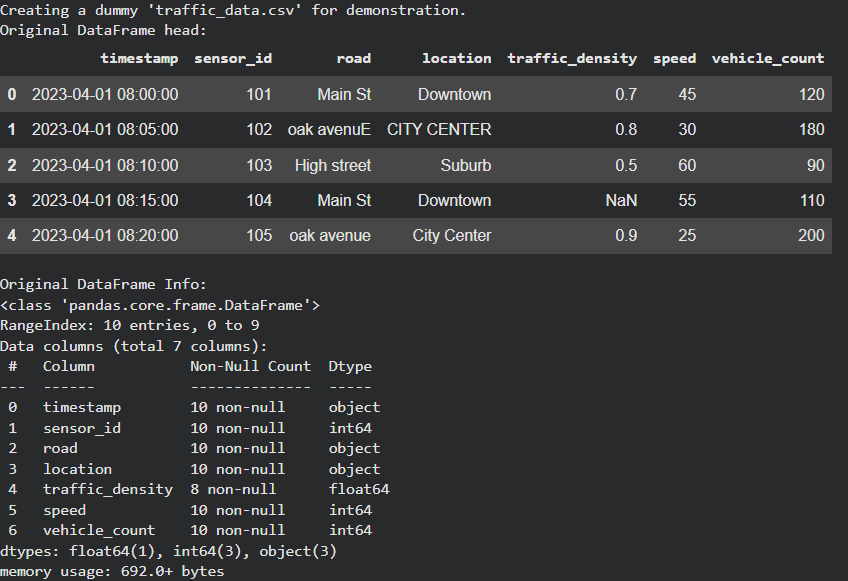 Creating a dummy 'traffic_data.csv' for demonstration.
Original DataFrame head:
timestamp sensor_id road location traffic_density speed vehicle_count
0 2023-04-01 08:00:00 101 Main St Downtown 0.7 45 120
1 2023-04-01 08:05:00 102 oak avenuE CITY CENTER 0.8 30 180
2 2023-04-01 08:10:00 103 High street Suburb 0.5 60 90
3 2023-04-01 08:15:00 104 Main St Downtown NaN 55 110
4 2023-04-01 08:20:00 105 oak avenue City Center 0.9 25 200
Original DataFrame Info:
<class 'pandas.core.frame.DataFrame'>
RangeIndex: 10 entries, 0 to 9
Data columns (total 7 columns):
# Column Non-Null Count Dtype
--- ------ -------------- -----
0 timestamp 10 non-null object
1 sensor_id 10 non-null int64
2 road 10 non-null object
3 location 10 non-null object
4 traffic_density 8 non-null float64
5 speed 10 non-null int64
6 vehicle_count 10 non-null int64
dtypes: float64(1), int64(3), object(3)
memory usage: 692.0+ bytes